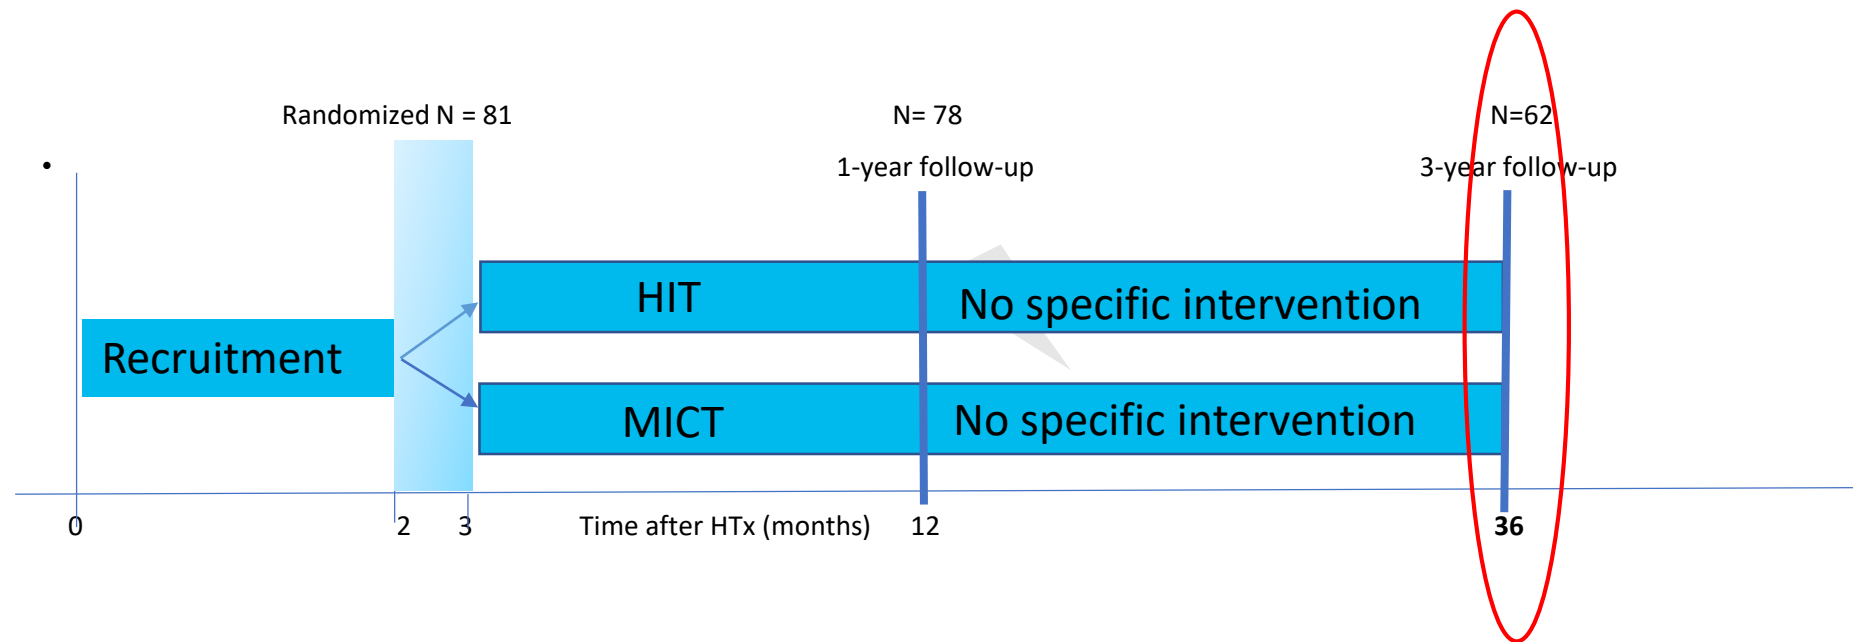 Randomized N = 81
N= 78
N=62
•
1-year follow-up
3-year follow-up
HIT
No specific intervention
Recruitment
MICT
No specific intervention
0
2
3
Time after HTx (months)
12
36